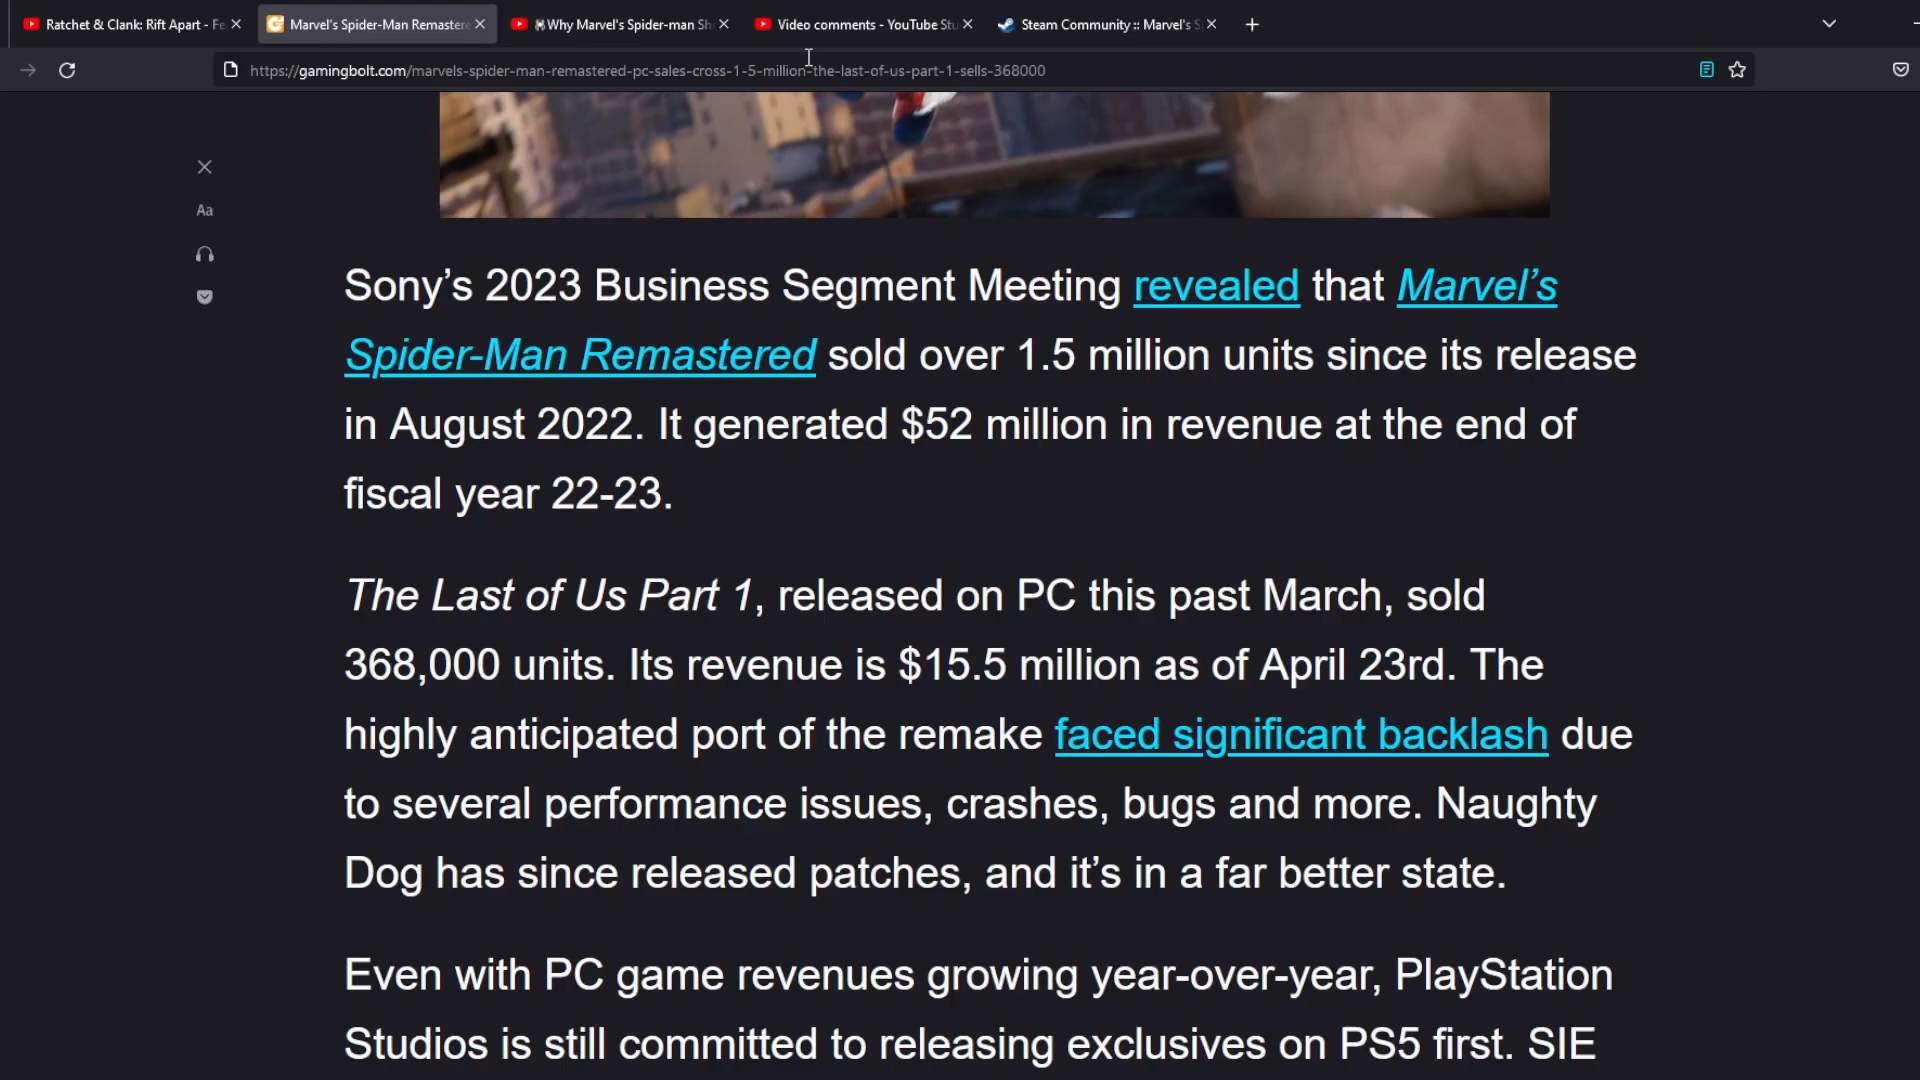 Ratchet & Clank: Rift Apart - Fe
Marvel's Spider-Man Remastere
Why Marvel's Spider-man Sh
Video comments - YouTube Stu
Steam Community :: Marvel's S
https://gamingbolt.com/marvels-spider-man-remastered-pc-sales-cross-1-5-million-the-last-of-us-part-1-sells-368000
Aa
Sony’s 2023 Business Segment Meeting revealed that Marvel’s
Spider-Man Remastered sold over 1.5 million units since its release
in August 2022. It generated $52 million in revenue at the end of
fiscal year 22-23.
The Last of Us Part 1, released on PC this past March, sold
368,000 units. Its revenue is $15.5 million as of April 23rd. The
highly anticipated port of the remake faced significant backlash due
to several performance issues, crashes, bugs and more. Naughty
Dog has since released patches, and it’s in a far better state.
Even with PC game revenues growing year-over-year, PlayStation
Studios is still committed to releasing exclusives on PS5 first. SIE